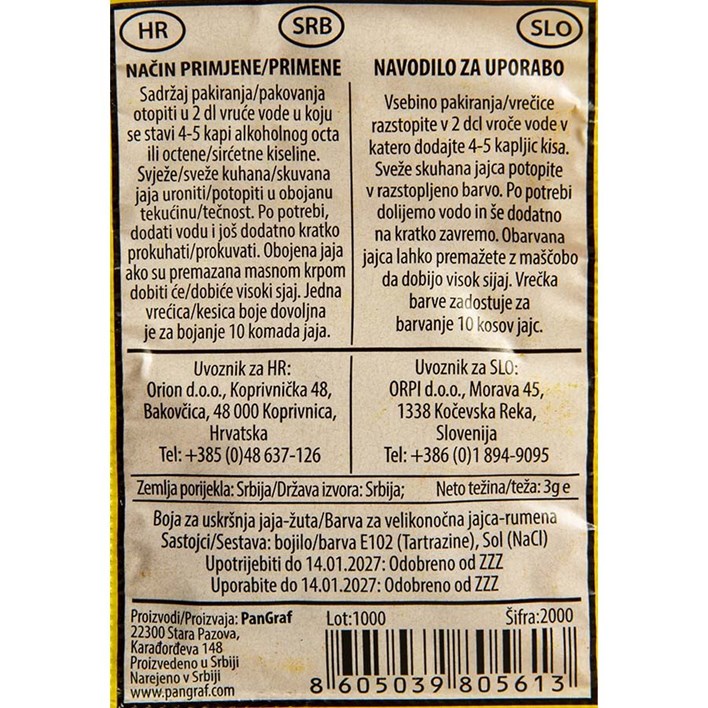 HR
SRB
SLO
NAČIN PRIMJENE/PRIMENE
Sadržaj pakiranja/pakovanja
otopiti u 2 dl vruće vode u koju
se stavi 4-5 kapi alkoholnog octa
ili octene/sirćetne kiseline.
Svježe/sveže kuhana/skuvana
jaja uroniti/potopiti u obojanu
tekućinu/tečnost. Po potrebi,
dodati vodu i još dodatno kratko
prokuhati/prokuvati. Obojena jaja
ako su premazana masnom krpom
dobiti će/dobiće visoki sjaj. Jedna
vrećica/kesica boje dovoljna
je za bojanje 10 komada jaja.
NAVODILO ZA UPORABO
Vsebino pakiranja/vrečice
razstopite v 2 dcl vroče vode v
katero dodajte 4-5 kapljic kisa.
Sveže skuhana jajca potopite
v razstopljeno barvo. Po potrebi
dolijemo vodo in še dodatno
na kratko zavremo. Obarvana
jajca lahko premažete z maščobo
da dobijo visok sijaj. Vrečka
barve zadostuje za
barvanje 10 kosov jajc.
Uvoznik za HR:
Orion d.o.o., Koprivnička 48,
Bakovčica, 48 000 Koprivnica,
Hrvatska
Tel: +385 (0)48 637-126
Uvoznik za SLO:
ORPI d.o.o., Morava 45,
1338 Kočevska Reka,
Slovenija
Tel: +386 (0)1 894-9095
Zemlja porijekla: Srbija/Država izvora: Srbija;
Neto težina/teža: 3g e
Boja za uskršnja jaja-žuta/Barva za velikonočna jajca-rumena
Sastojci/Sestava: bojilo/barva E102 (Tartrazine), Sol (NaCl)
Upotrijebiti do 14.01.2027: Odobreno od ZZZ
Uporabite do 14.01.2027: Odobreno od ZZZ
Proizvodi/Proizvaja: PanGraf
22300 Stara Pazova,
Karađorđeva 148
Proizvedeno u Srbiji
Narejeno v Srbiji
www.pangraf.com
Lot:1000
Šifra:2000
8 605039 805613